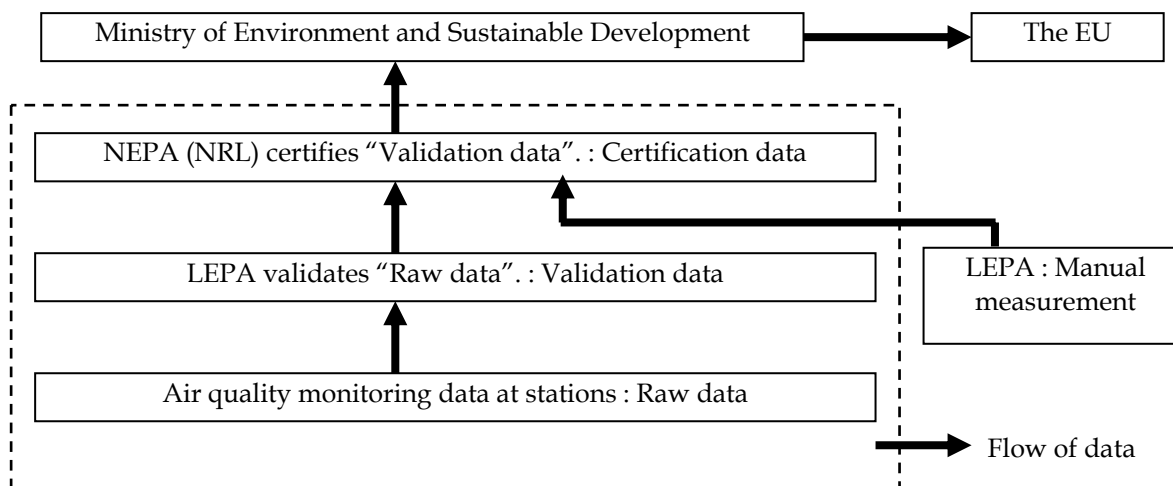 Ministry of Environment and Sustainable Development
The EU
NEPA (NRL) certifies “Validation data”. : Certification data
LEPA validates “Raw data”. : Validation data
LEPA : Manual
measurement
Air quality monitoring data at stations : Raw data
Flow of data